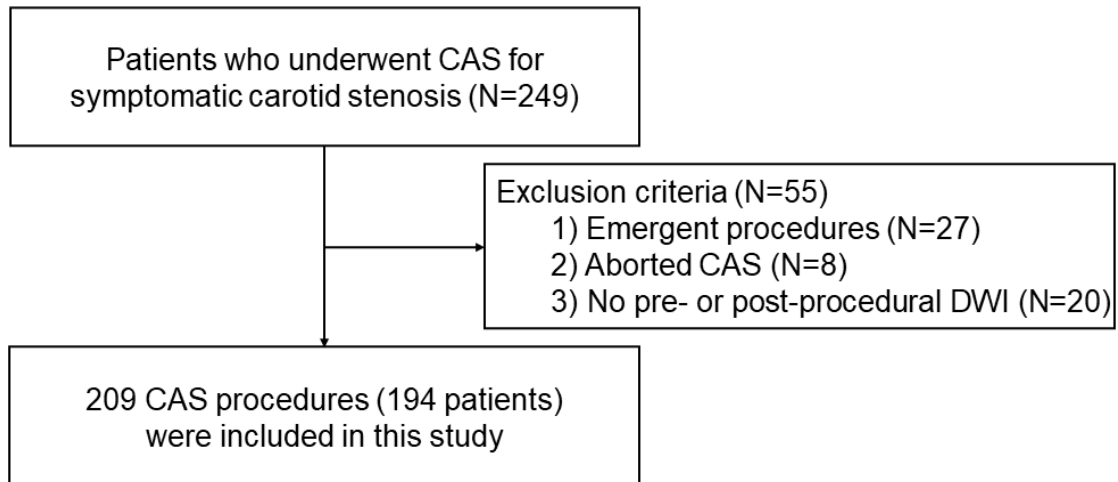 Patients who underwent CAS for
symptomatic carotid stenosis (N=249)
Exclusion criteria (N=55)
1) Emergent procedures (N=27)
2) Aborted CAS (N=8)
3) No pre- or post-procedural DWI (N=20)
209 CAS procedures (194 patients)
were included in this study